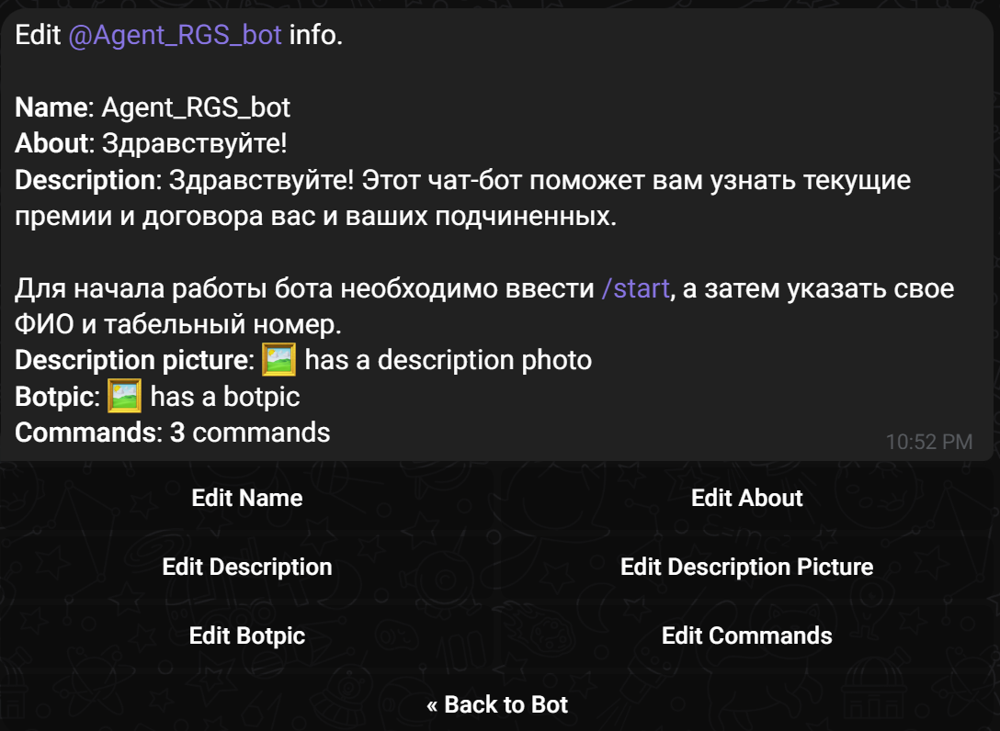 Edit @Agent_RGS_bot info.
Name: Agent_RGS_bot
About: Здравствуйте!
Description: Здравствуйте! Этот чат-бот поможет вам узнать текущие
премии и договора вас и ваших подчиненных.
Для начала работы бота необходимо ввести /start, а затем указать свое
ФИО и табельный номер.
Description picture: 🖼 has a description photo
Botpic: 🖼 has a botpic
Commands: 3 commands
10:52 PM
Edit Name
Edit About
Edit Description
Edit Description Picture
Edit Botpic
Edit Commands
« Back to Bot